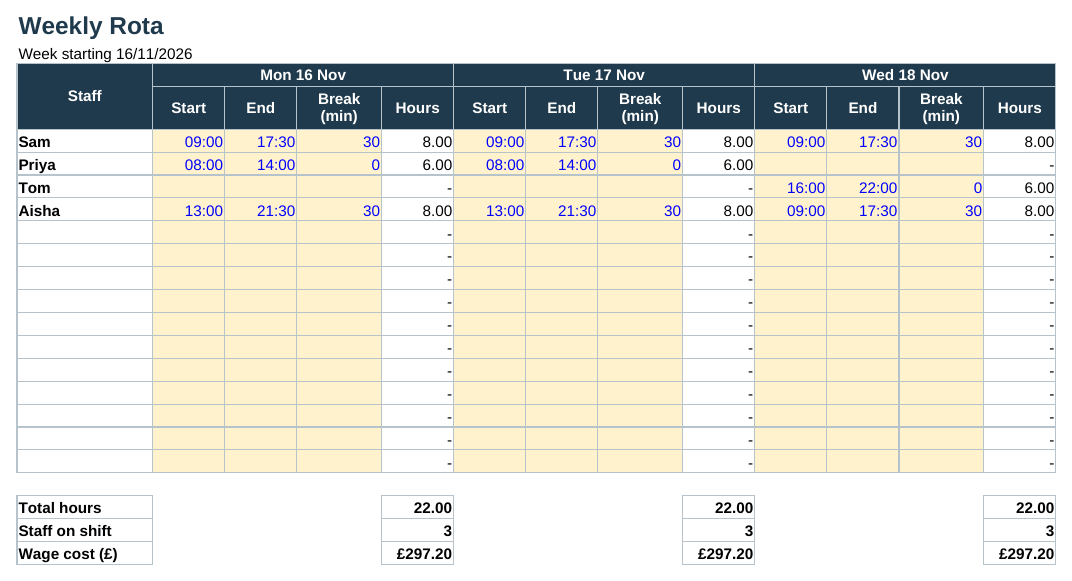 Weekly Rota
Week starting 16/11/2026
Staff Mon 16 Nov Tue 17 Nov Wed 18 Nov
Start End Break (min) Hours Start End Break (min) Hours Start End Break (min) Hours
Sam 09:00 17:30 30 8.00 09:00 17:30 30 8.00 09:00 17:30 30 8.00
Priya 08:00 14:00 0 6.00 08:00 14:00 0 6.00 -
Tom - - 16:00 22:00 0 6.00
Aisha 13:00 21:30 30 8.00 13:00 21:30 30 8.00 09:00 17:30 30 8.00
- - -
- - -
- - -
- - -
- - -
- - -
- - -
- - -
- - -
- - -
- - -
Total hours 22.00 22.00 22.00
Staff on shift 3 3 3
Wage cost (£) £297.20 £297.20 £297.20